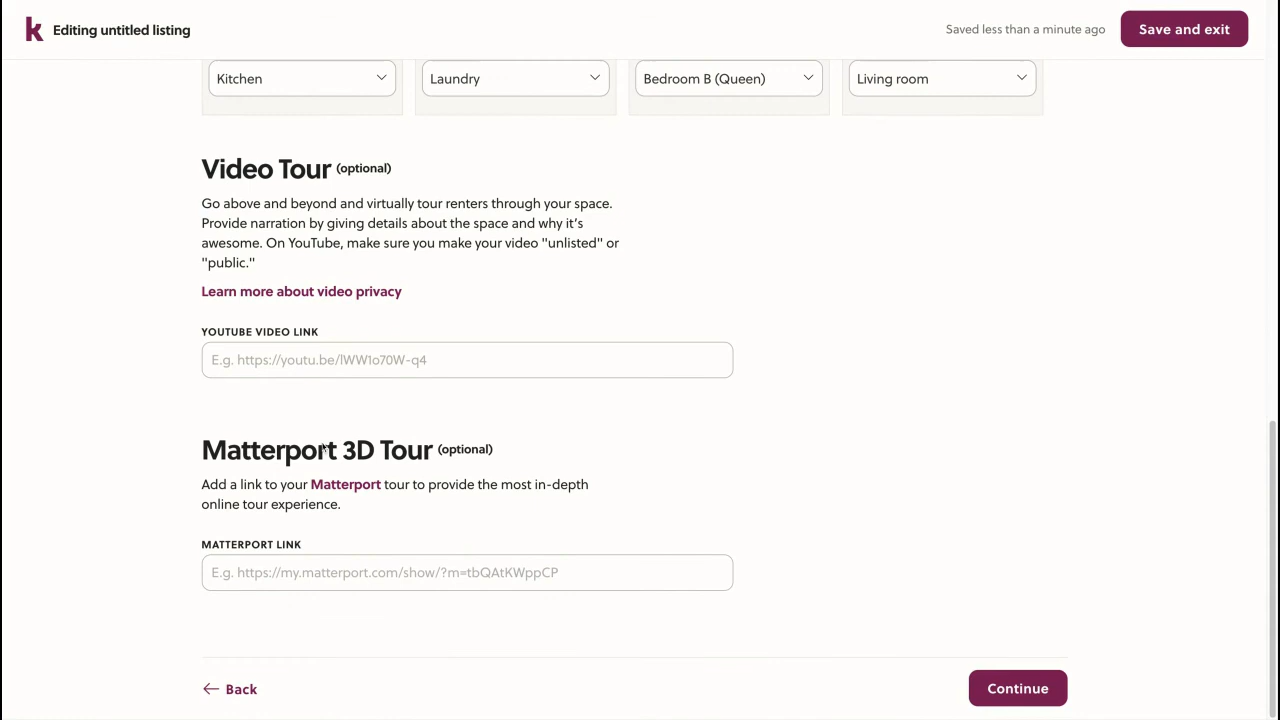 k Editing untitled listing
Saved less than a minute ago
Save and exit
Kitchen
Laundry
Bedroom B (Queen)
Living room
Video Tour (optional)
Go above and beyond and virtually tour renters through your space.
Provide narration by giving details about the space and why it's
awesome. On YouTube, make sure you make your video "unlisted" or
"public."
Learn more about video privacy
YOUTUBE VIDEO LINK
E.g. https://youtu.be/lWW1o70W-q4
Matterport 3D Tour (optional)
Add a link to your Matterport tour to provide the most in-depth
online tour experience.
MATTERPORT LINK
E.g. https://my.matterport.com/show/?m=tbQAtKWppCP
Back
Continue